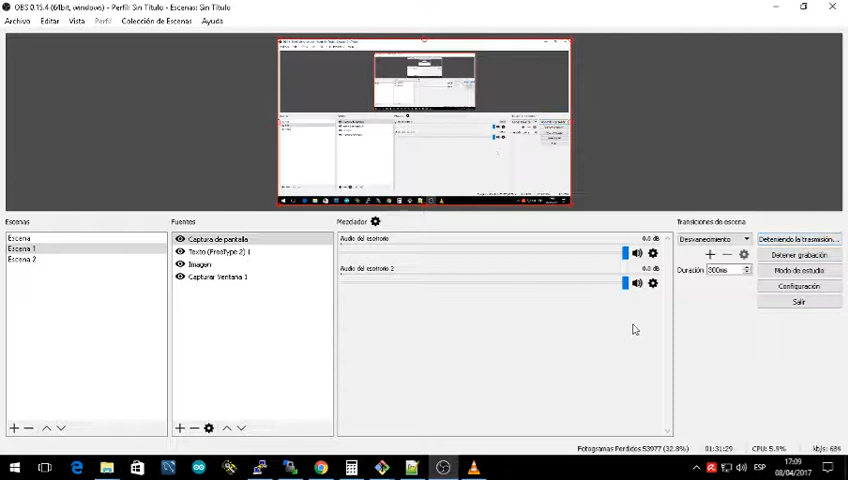 OBS 0.15.4 (64bit, windows) - Perfil: Sin Título - Escenas: Sin Título
Archivo Editar Vista Perfil Colección de Escenas Ayuda
Escenas
Fuentes
Mezclador
Transiciones de escena
Escena
Escena 1
Escena 2
Captura de pantalla
Texto (FreeType 2) 1
Imagen
Capturar Ventana 1
Audio del escritorio 0.0 dB
Audio del escritorio 2 0.0 dB
Desvanecimiento
Duración 300ms
Deteniendo la trasmisión...
Detener grabación
Modo de estudio
Configuración
Salir
Fotogramas Perdidos 53977 (32.8%) 01:31:29 CPU: 5.9% kb/s: 684
ESP
17:09
08/04/2017